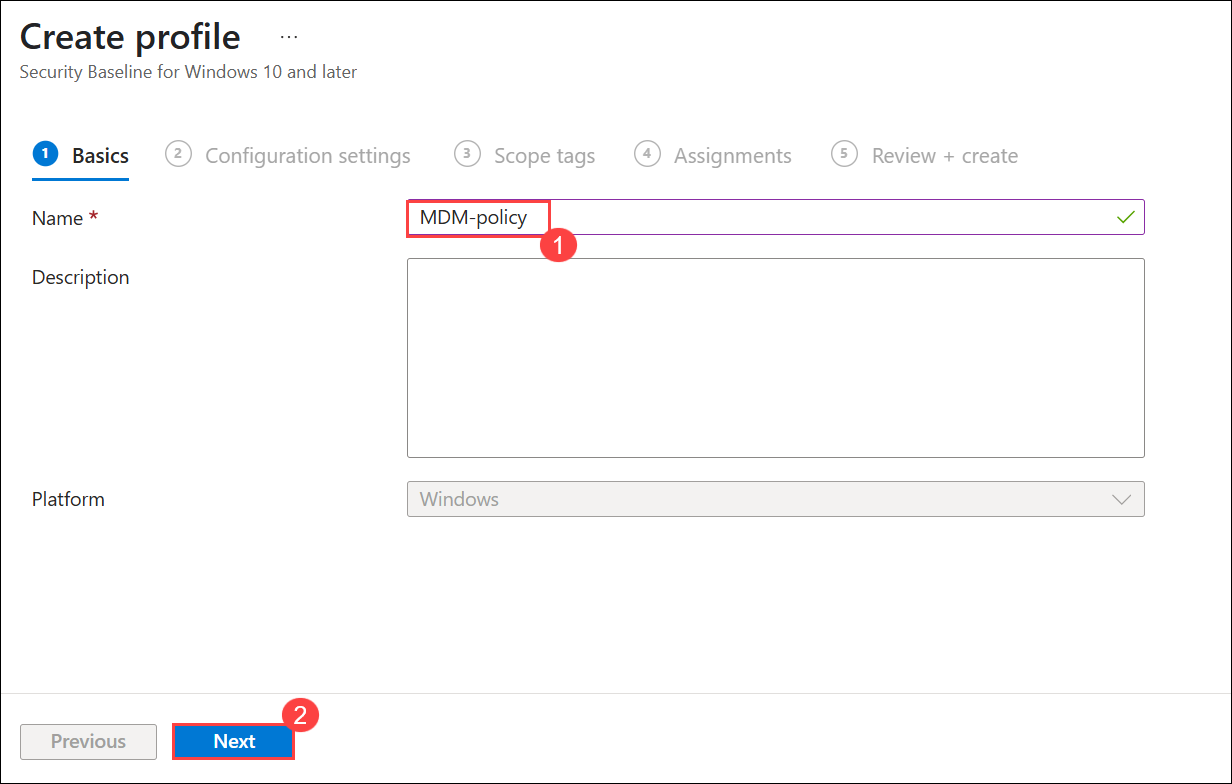 Create profile ...
Security Baseline for Windows 10 and later
1 Basics 2 Configuration settings 3 Scope tags 4 Assignments 5 Review + create
Name * MDM-policy
1
Description
Platform Windows
2
Previous Next